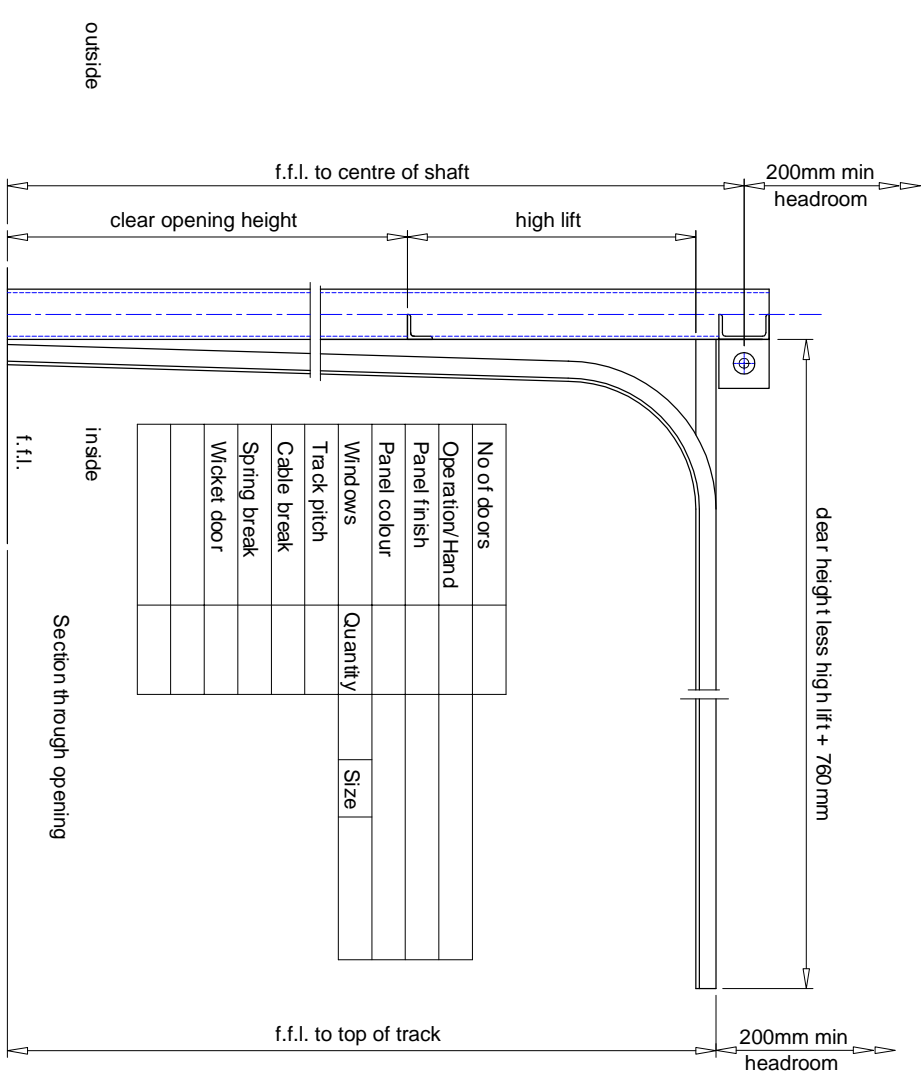 outside
f.f.l. to centre of shaft
200mm min
headroom
clear opening height
high lift
clear height less high lift + 760mm
inside
f.f.l.
No of doors
Operation/Hand
Panel finish
Panel colour
Windows Quantity Size
Track pitch
Cable break
Spring break
Wicket door
Section through opening
f.f.l. to top of track
200mm min
headroom